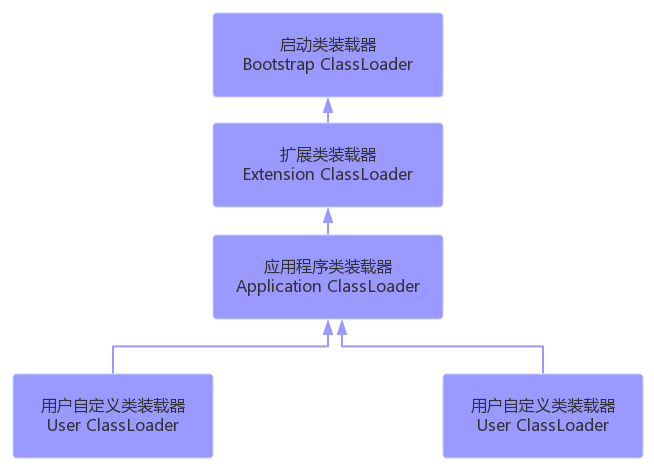 启动类装载器
Bootstrap ClassLoader
扩展类装载器
Extension ClassLoader
应用程序类装载器
Application ClassLoader
用户自定义类装载器
User ClassLoader
用户自定义类装载器
User ClassLoader